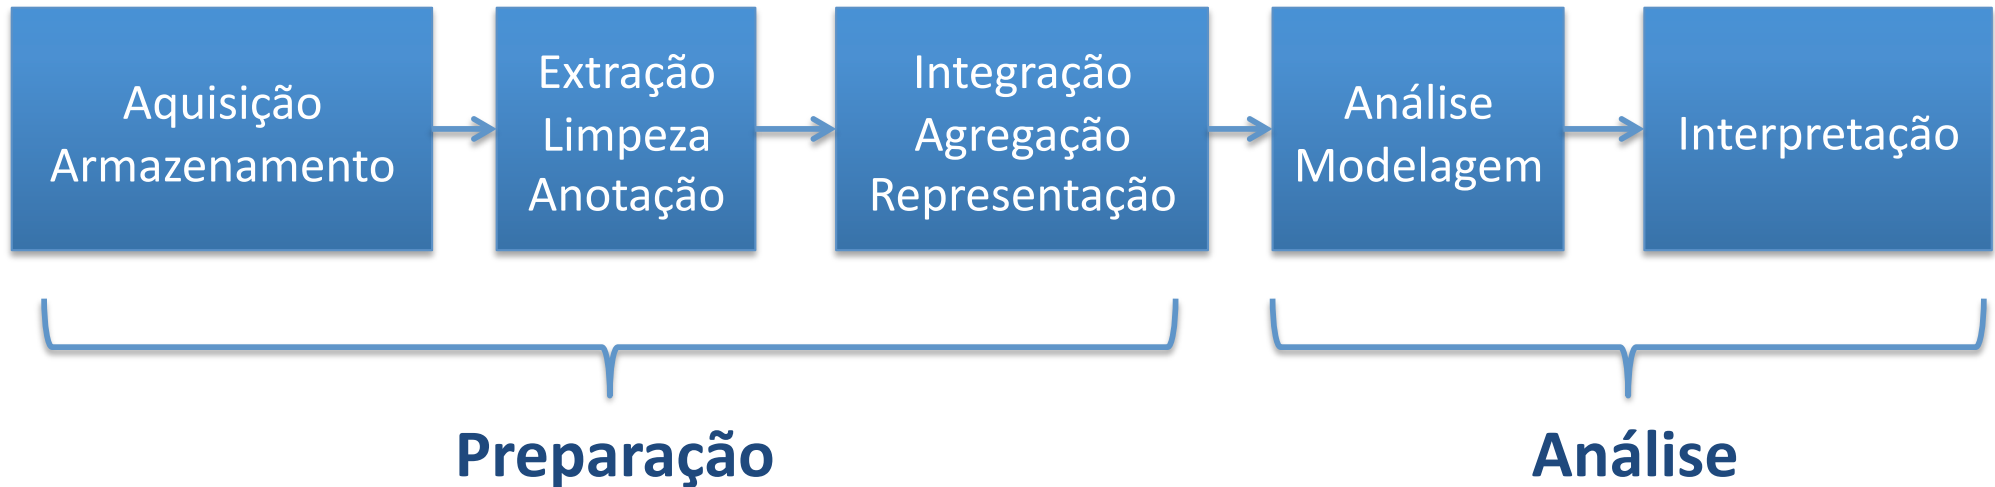 Aquisição
Armazenamento
Extração
Limpeza
Anotação
Integração
Agregação
Representação
Análise
Modelagem
Interpretação
Preparação
Análise